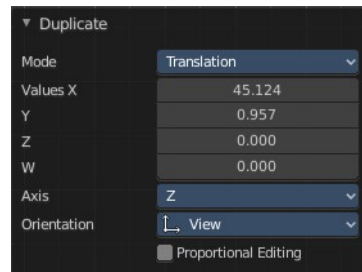 Duplicate
Mode Translation
Values X 45.124
Y 0.957
Z 0.000
W 0.000
Axis Z
Orientation View
Proportional Editing